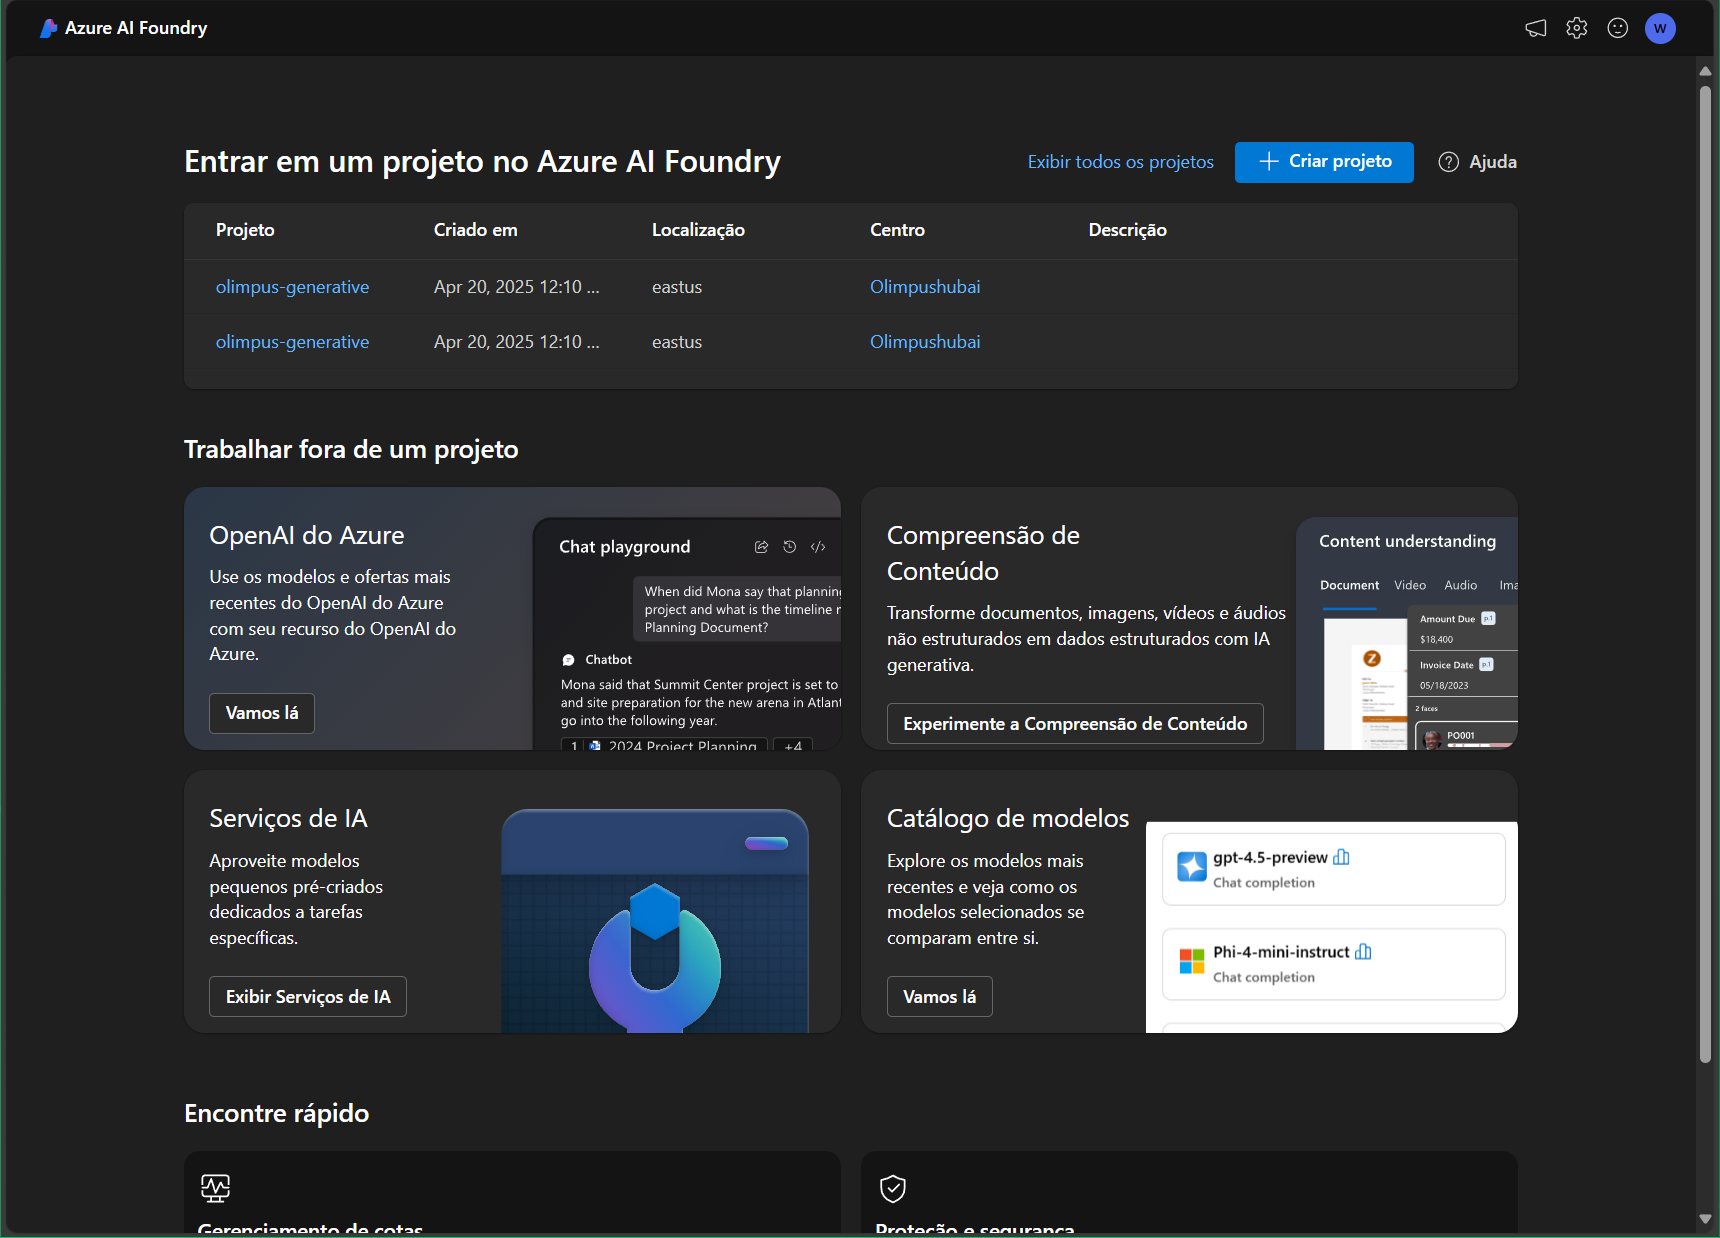 Azure AI Foundry
W
Entrar em um projeto no Azure AI Foundry
Exibir todos os projetos
Criar projeto
Ajuda
Projeto
Criado em
Localização
Centro
Descrição
olimpus-generative
Apr 20, 2025 12:10 ...
eastus
Olimpushubai
olimpus-generative
Apr 20, 2025 12:10 ...
eastus
Olimpushubai
Trabalhar fora de um projeto
OpenAI do Azure
Use os modelos e ofertas mais
recentes do OpenAI do Azure
com seu recurso do OpenAI do
Azure.
Vamos lá
Chat playground
When did Mona say that planning
project and what is the timeline
Planning Document?
Chatbot
Mona said that Summit Center project is set to
and site preparation for the new arena in Atlant
go into the following year.
1 2024 Project Planning +4
Compreensão de
Conteúdo
Transforme documentos, imagens, vídeos e áudios
não estruturados em dados estruturados com IA
generativa.
Experimente a Compreensão de Conteúdo
Content understanding
Document Video Audio Ima
Amount Due p.1
$18,400
Invoice Date p.1
05/18/2023
2 faces
PO001
Serviços de IA
Aproveite modelos
pequenos pré-criados
dedicados a tarefas
específicas.
Exibir Serviços de IA
Catálogo de modelos
Explore os modelos mais
recentes e veja como os
modelos selecionados se
comparam entre si.
Vamos lá
gpt-4.5-preview
Chat completion
Phi-4-mini-instruct
Chat completion
Encontre rápido
Gerenciamento de cotas
Proteção e segurança